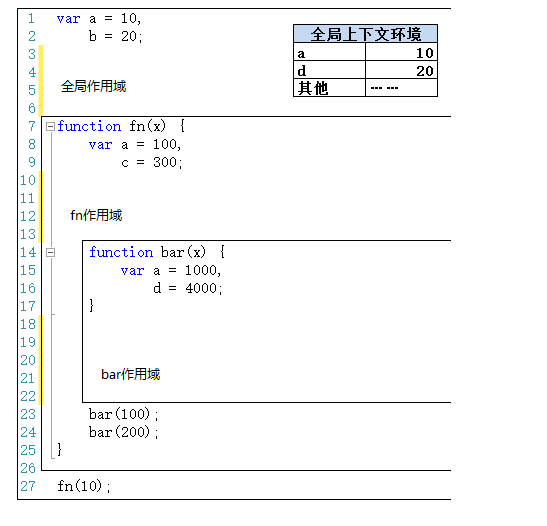 1 var a = 10,
2 b = 20;
3
4
5
6
全局作用域
全局上下文环境
a 10
d 20
其他 ... ...
7 function fn(x) {
8 var a = 100,
9 c = 300;
10
11
12
13
fn作用域
14 function bar(x) {
15 var a = 1000,
16 d = 4000;
17 }
18
19
20
21
22
bar作用域
23 bar(100);
24 bar(200);
25 }
26
27 fn(10);